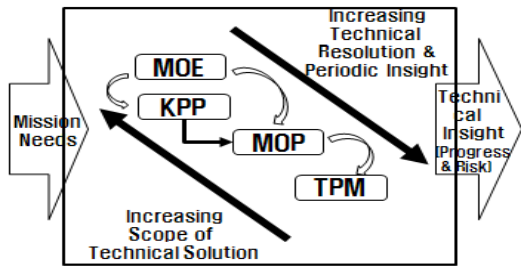 Increasing
Technical
Resolution &
Periodic Insight
MOE
KPP
MOP
TPM
Mission
Needs
Techni
cal
Insight
[Progress
& Risk]
Increasing
Scope of
Technical Solution